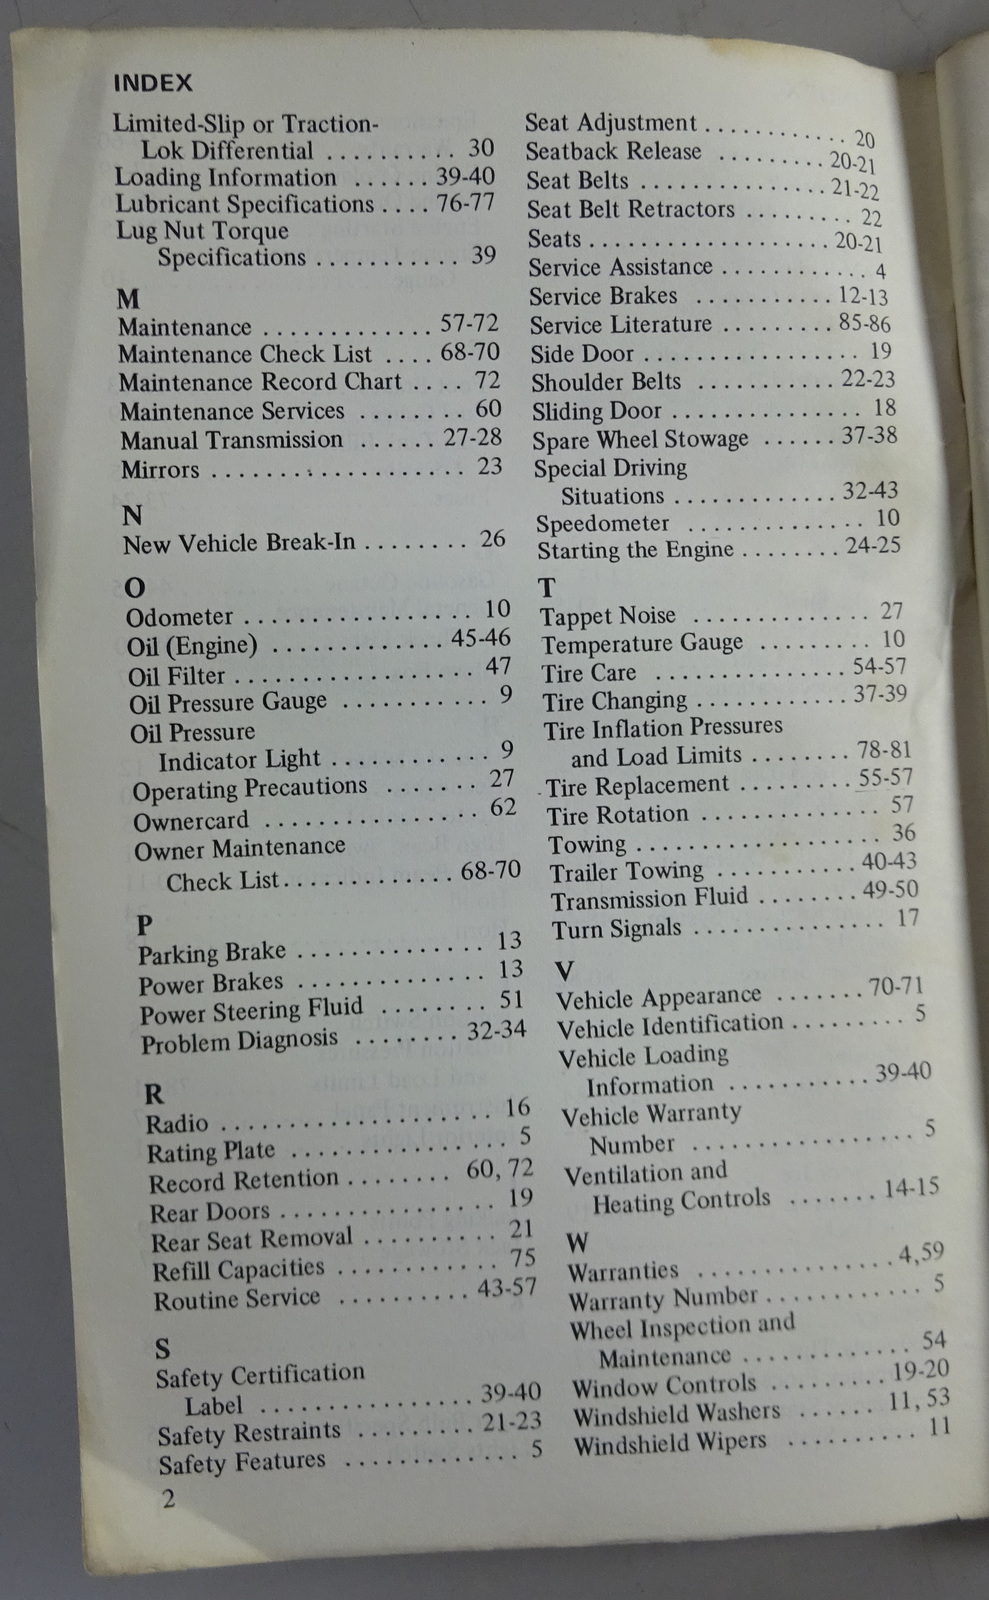 INDEX
Limited-Slip or Traction-
Lok Differential .......... 30
Loading Information ...... 39-40
Lubricant Specifications .... 76-77
Lug Nut Torque
Specifications ........... 39
M
Maintenance ............. 57-72
Maintenance Check List .... 68-70
Maintenance Record Chart .... 72
Maintenance Services ........ 60
Manual Transmission ...... 27-28
Mirrors ................... 23
N
New Vehicle Break-In ........ 26
O
Odometer ................. 10
Oil (Engine) ............. 45-46
Oil Filter .................. 47
Oil Pressure Gauge ........... 9
Oil Pressure
Indicator Light ............ 9
Operating Precautions ....... 27
Ownercard ................ 62
Owner Maintenance
Check List ............. 68-70
P
Parking Brake ............. 13
Power Brakes ............. 13
Power Steering Fluid ........ 51
Problem Diagnosis ........ 32-34
R
Radio ..................... 16
Rating Plate ............... 5
Record Retention ........ 60, 72
Rear Doors ................ 19
Rear Seat Removal .......... 21
Refill Capacities ............ 75
Routine Service .......... 43-57
S
Safety Certification
Label ................ 39-40
Safety Restraints ......... 21-23
Safety Features ............. 5
2
Seat Adjustment ............ 20
Seatback Release ......... 20-21
Seat Belts ............... 21-22
Seat Belt Retractors ......... 22
Seats .................... 20-21
Service Assistance ............ 4
Service Brakes ........... 12-13
Service Literature ......... 85-86
Side Door .................. 19
Shoulder Belts ........... 22-23
Sliding Door ................ 18
Spare Wheel Stowage ...... 37-38
Special Driving
Situations ............. 32-43
Speedometer ............... 10
Starting the Engine ........ 24-25
T
Tappet Noise ............... 27
Temperature Gauge ......... 10
Tire Care ............... 54-57
Tire Changing ............ 37-39
Tire Inflation Pressures
and Load Limits ........ 78-81
Tire Replacement ......... 55-57
Tire Rotation .............. 57
Towing ................... 36
Trailer Towing ........... 40-43
Transmission Fluid ........ 49-50
Turn Signals ............... 17
V
Vehicle Appearance ....... 70-71
Vehicle Identification ......... 5
Vehicle Loading
Information ........... 39-40
Vehicle Warranty
Number ................. 5
Ventilation and
Heating Controls ....... 14-15
W
Warranties ............... 4,59
Warranty Number ............ 5
Wheel Inspection and
Maintenance ............ 54
Window Controls ......... 19-20
Windshield Washers ...... 11, 53
Windshield Wipers .......... 11